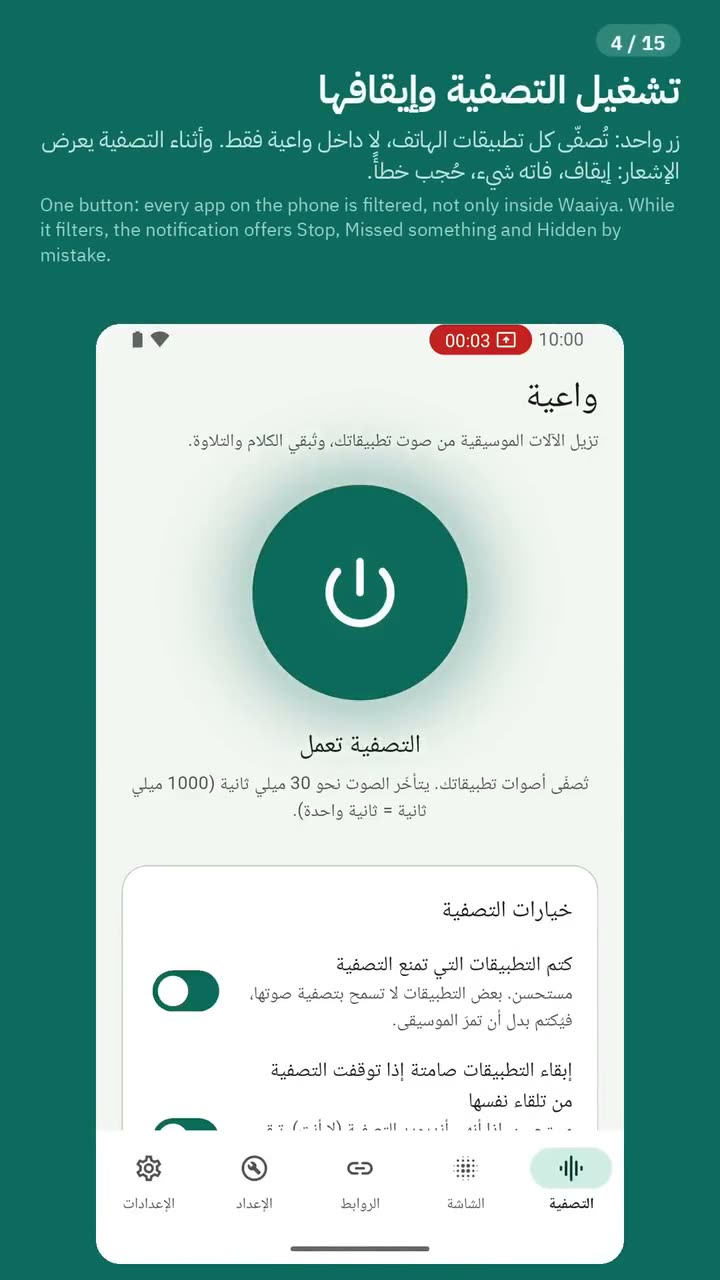 4 / 15
تشغيل التصفية وإيقافها
زر واحد: تُصفّى كل تطبيقات الهاتف، لا داخل واعية فقط. وأثناء التصفية يعرض
الإشعار: إيقاف، فاته شيء، حُجب خطأً.
One button: every app on the phone is filtered, not only inside Waaiya. While
it filters, the notification offers Stop, Missed something and Hidden by
mistake.
10:00
00:03
واعية
تزيل الآلات الموسيقية من صوت تطبيقاتك، وتُبقي الكلام والتلاوة.
التصفية تعمل
تُصفَى أصوات تطبيقاتك. يتأخَر الصوت نحو 30 ميلي ثانية (1000 ميلي
ثانية = ثانية واحدة).
خيارات التصفية
كتم التطبيقات التي تمنع التصفية
مستحسن. بعض التطبيقات لا تسمح بتصفية صوتها،
فيُكتم بدل أن تمرَ الموسيقى.
إبقاء التطبيقات صامتة إذا توقفت التصفية
من تلقاء نفسها
التصفية
الشاشة
الروابط
الإعداد
الإعدادات